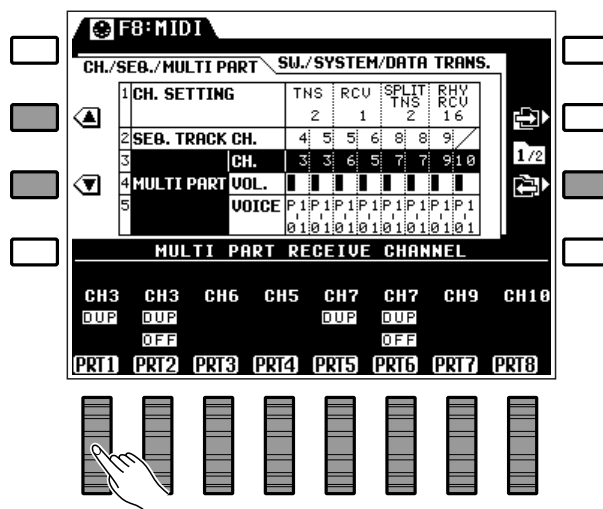 F8:MIDI
CH./SEQ./MULTI PART SW./SYSTEM/DATA TRANS.
1 CH. SETTING TNS 2 RCV 1 SPLIT TNS 2 RHY RCV 16
2 SEQ. TRACK CH. 4 5 5 6 8 8 9
3 CH. 3 3 6 5 7 7 9 10
4 MULTI PART VOL.
5 VOICE P1-01 P1-01 P1-01 P1-01 P1-01 P1-01 P1-01 P1-01
1/2
MULTI PART RECEIVE CHANNEL
CH3 CH3 CH6 CH5 CH7 CH7 CH9 CH10
DUP DUP DUP DUP
OFF OFF
PRT1 PRT2 PRT3 PRT4 PRT5 PRT6 PRT7 PRT8